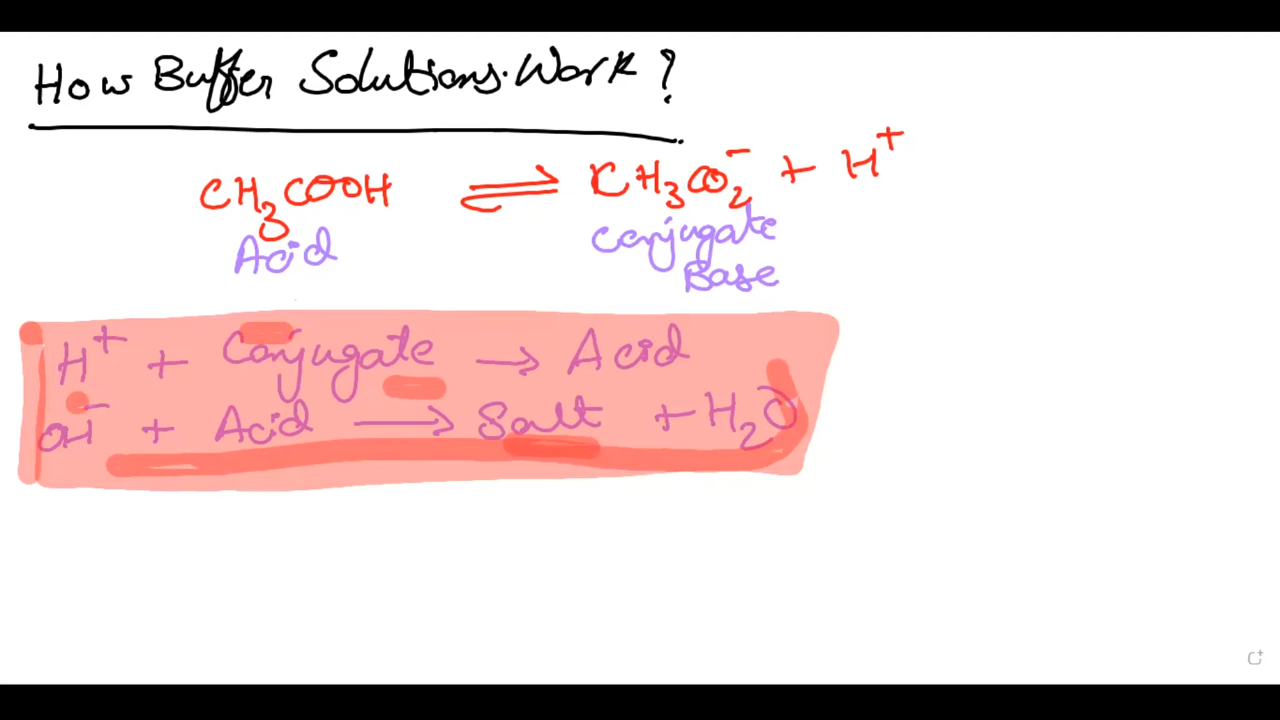 How Buffer Solutions Work?
CH₃COOH ⇌ CH₃CO₂⁻ + H⁺
Acid Conjugate
Base
H⁺ + Conjugate → Acid
OH⁻ + Acid → Salt + H₂O